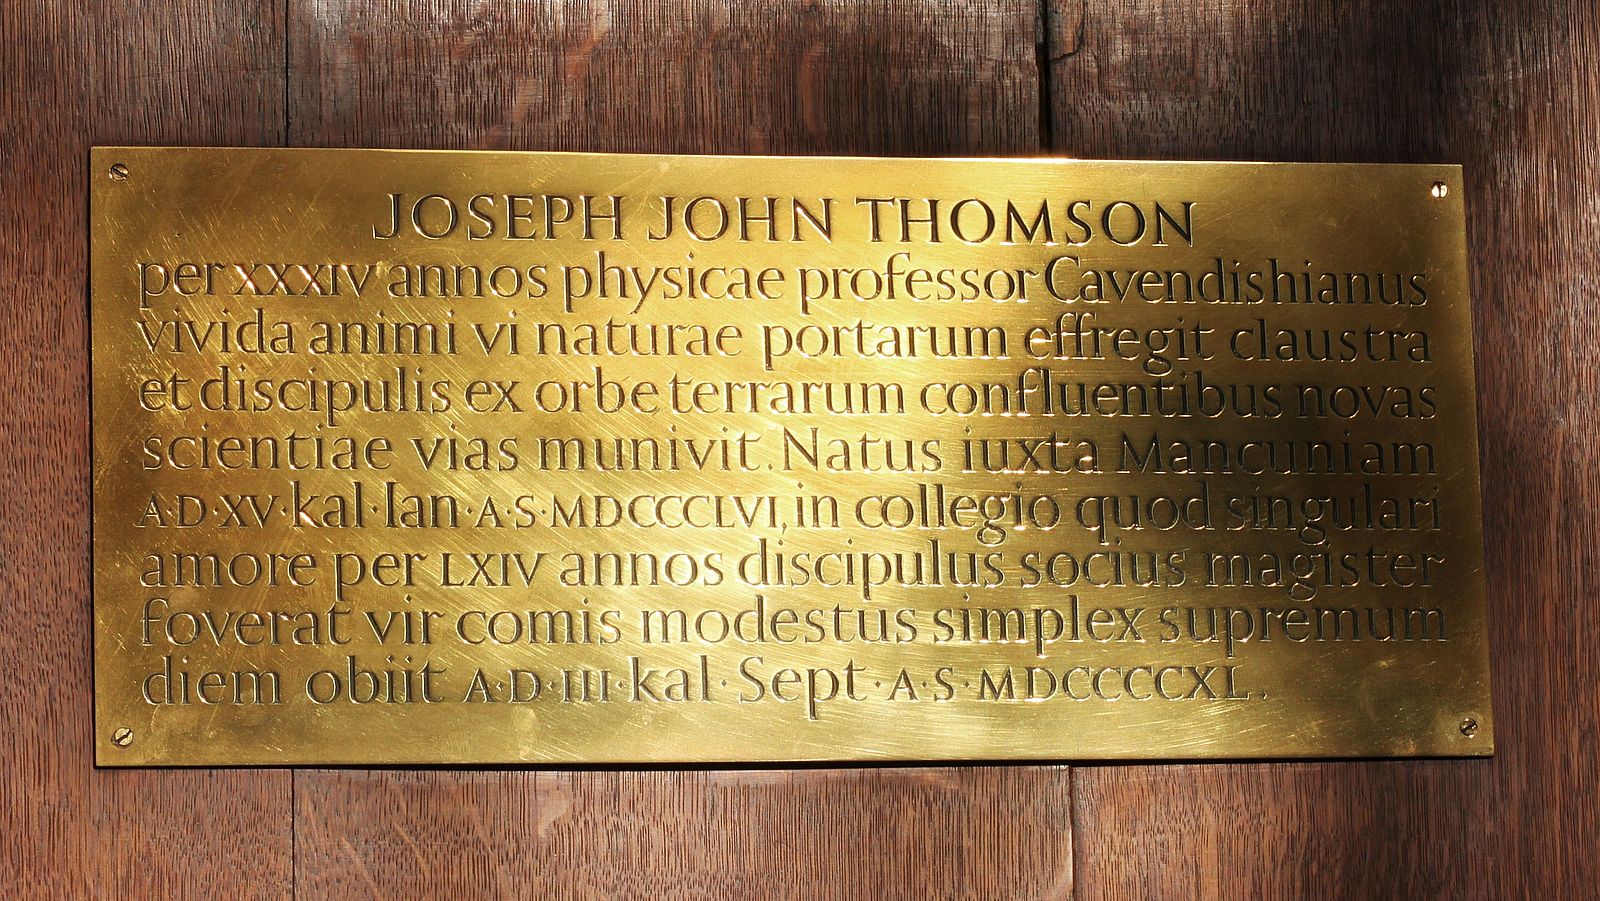 JOSEPH JOHN THOMSON
per XXXIV annos physicae professor Cavendishianus
vivida animi vi naturae portarum effregit claustra
et discipulis ex orbe terrarum confluentibus novas
scientiae vias munivit. Natus iuxta Mancuniam
A·D·XV·kal·Ian·A·S·MDCCCLVI, in collegio quod singulari
amore per LXIV annos discipulus socius magister
foverat vir comis modestus simplex supremum
diem obiit A·D·III·kal·Sept·A·S·MDCCCCXL.